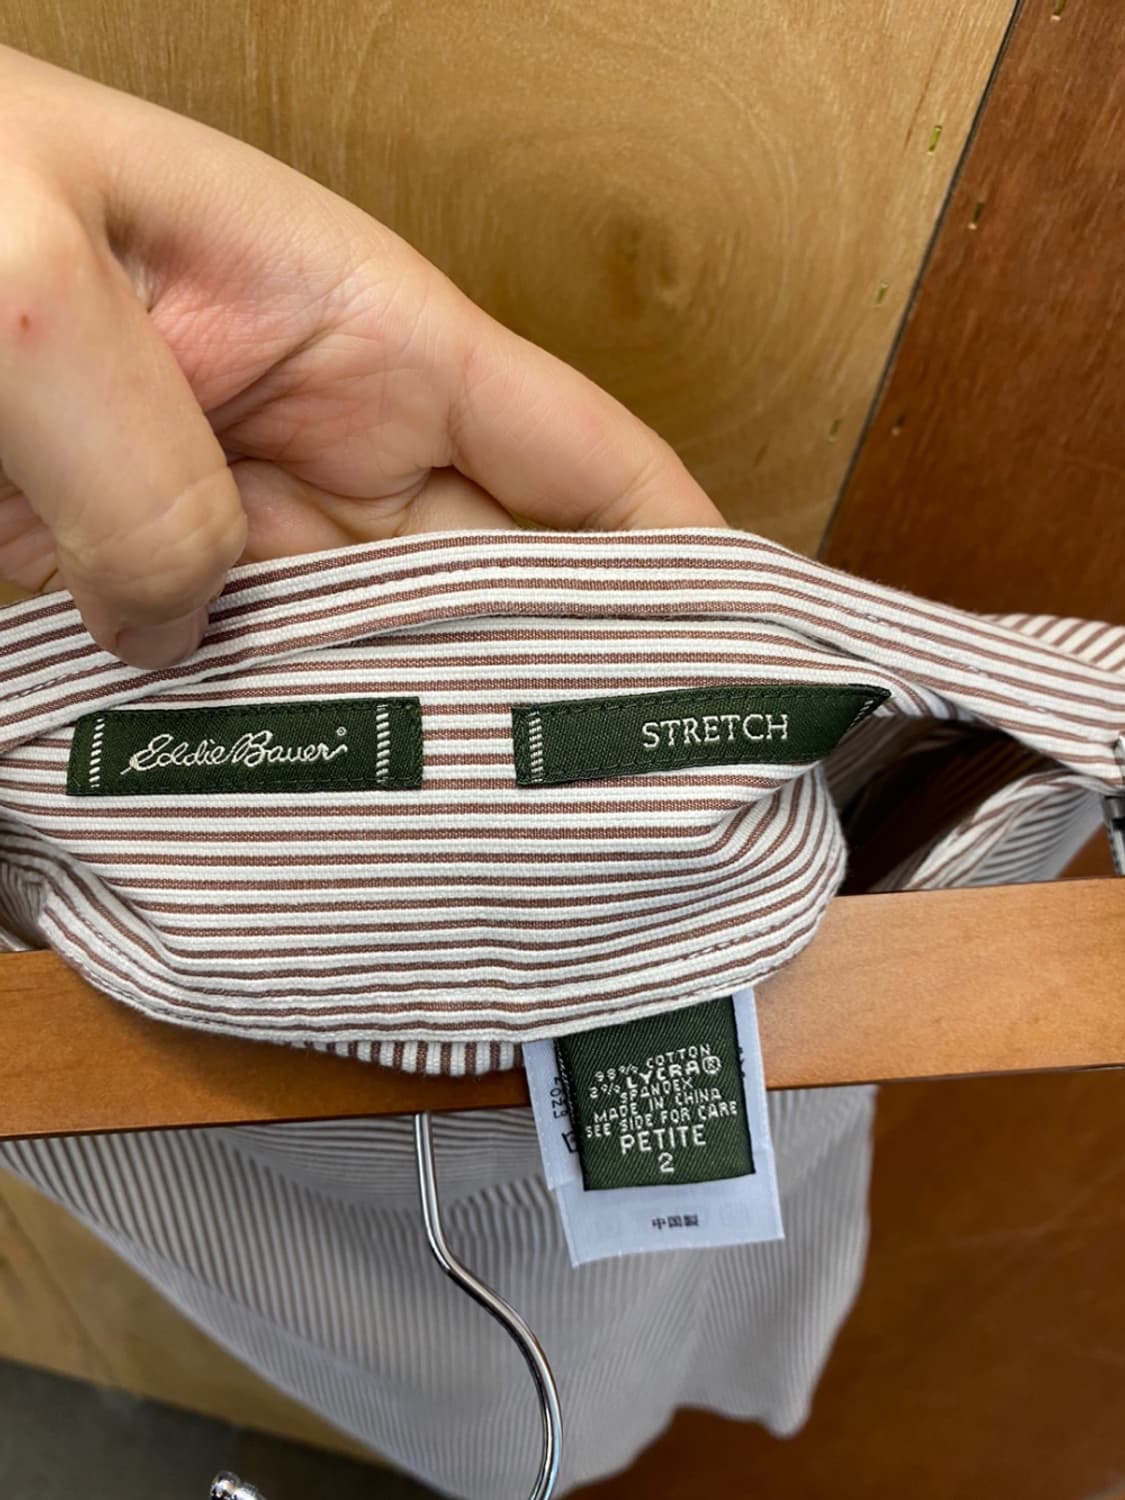 Eddie Bauer®
STRETCH
98% COTTON
2% LYCRA®
SPANDEX
MADE IN CHINA
SEE SIDE FOR CARE
PETITE
2
中国製